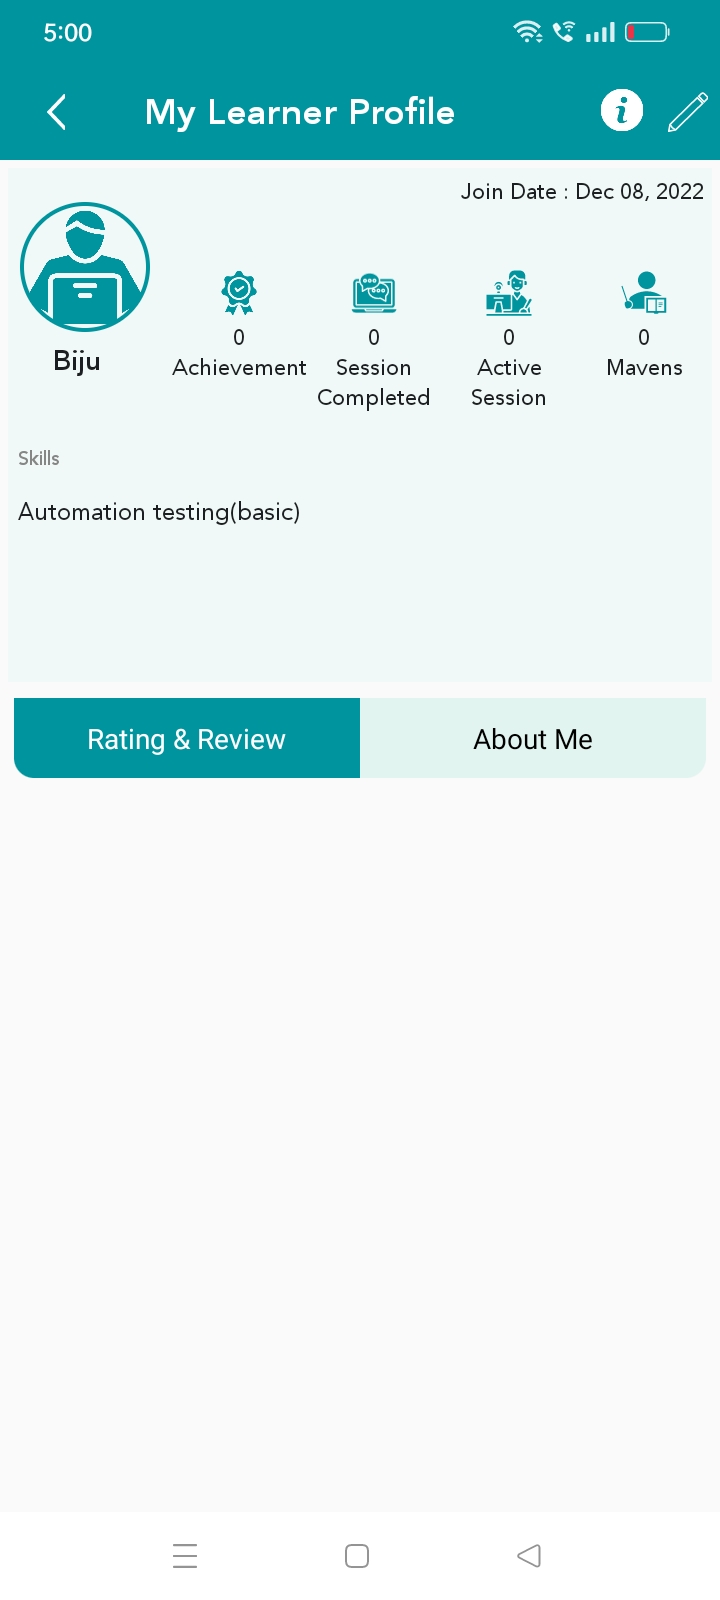 5:00
My Learner Profile
Join Date : Dec 08, 2022
Biju
0
Achievement
0
Session
Completed
0
Active
Session
0
Mavens
Skills
Automation testing(basic)
Rating & Review
About Me